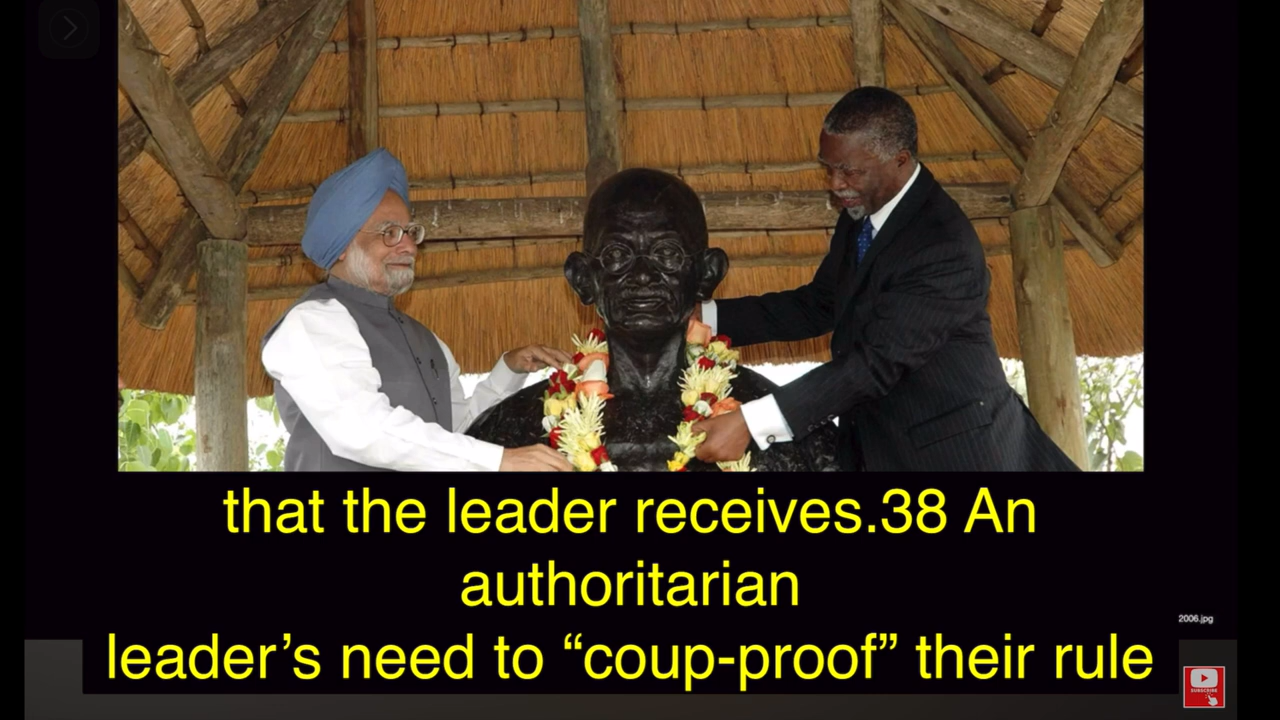 that the leader receives.38 An
authoritarian
leader’s need to “coup-proof” their rule
2006.jpg
SUBSCRIBE